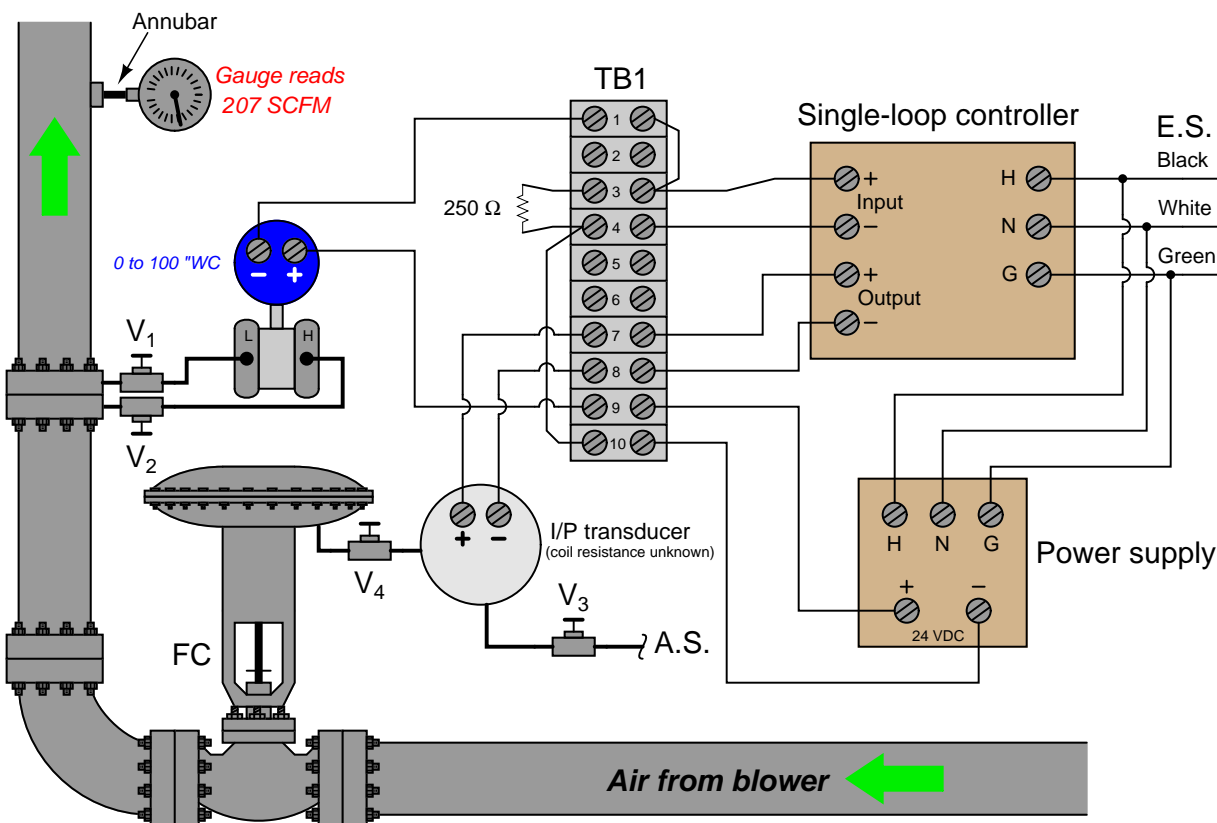 Annubar
Gauge reads
207 SCFM
TB1
Single-loop controller
E.S.
Black
White
Green
1
2
3
4
5
6
7
8
9
10
250 Ω
+
Input
−
+
Output
−
H
N
G
0 to 100 "WC
− +
L H
V1
V2
FC
V4
+ −
I/P transducer
(coil resistance unknown)
V3
A.S.
H N G
Power supply
+ −
24 VDC
Air from blower